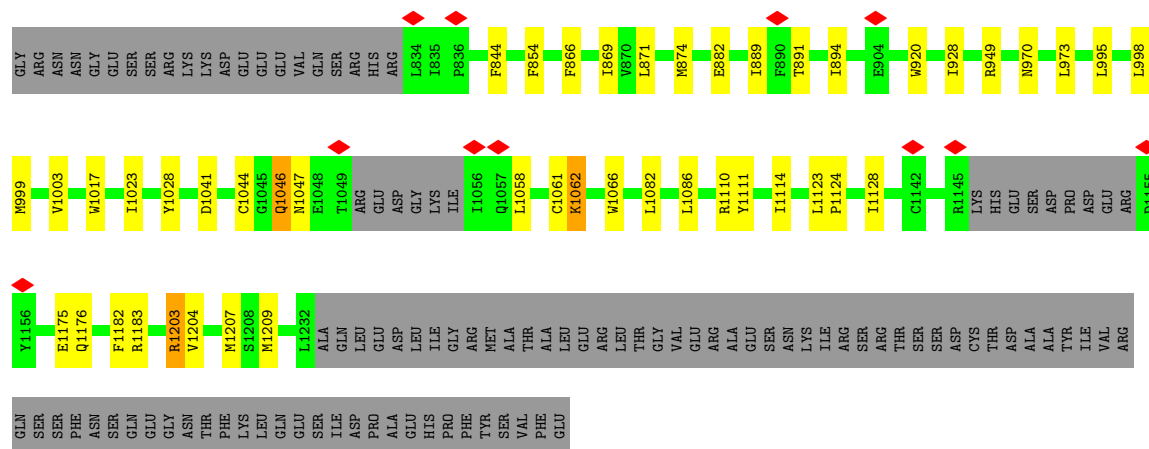 GLY ARG ASN ASN GLY GLU SER SER ARG LYS LYS ASP GLU GLU GLU VAL GLN SER ARG HIS ARG L834 I835 P836 F844 F854 F866 I869 V870 L871 M874 E882 I889 F890 T891 I894 E904 W920 I928 R949 N970 L973 L995 L998
M999 V1003 W1017 I1023 Y1028 D1041 C1044 G1045 Q1046 N1047 E1048 T1049 ARG GLU ASP GLY LYS ILE I1056 Q1057 L1058 C1061 K1062 W1066 L1082 L1086 R1110 Y1111 I1114 L1123 P1124 I1128 C1142 R1145 LYS HIS GLU SER ASP PRO ASP GLU ARG
Y1156 E1175 Q1176 F1182 R1183 R1203 V1204 M1207 S1208 M1209 L1232 ALA GLN LEU GLU ASP LEU ILE GLY ARG MET ALA THR ALA LEU GLU ARG LEU THR GLY VAL GLU ARG ALA GLU SER ASN LYS ILE ARG SER ARG THR SER SER ASP CYS THR ASP ALA ALA TYR ILE VAL ARG
GLN SER SER PHE ASN SER GLN GLU GLY ASN THR PHE LYS LEU GLN GLU SER ILE ASP PRO ALA GLU HIS PRO PHE TYR SER VAL PHE GLU